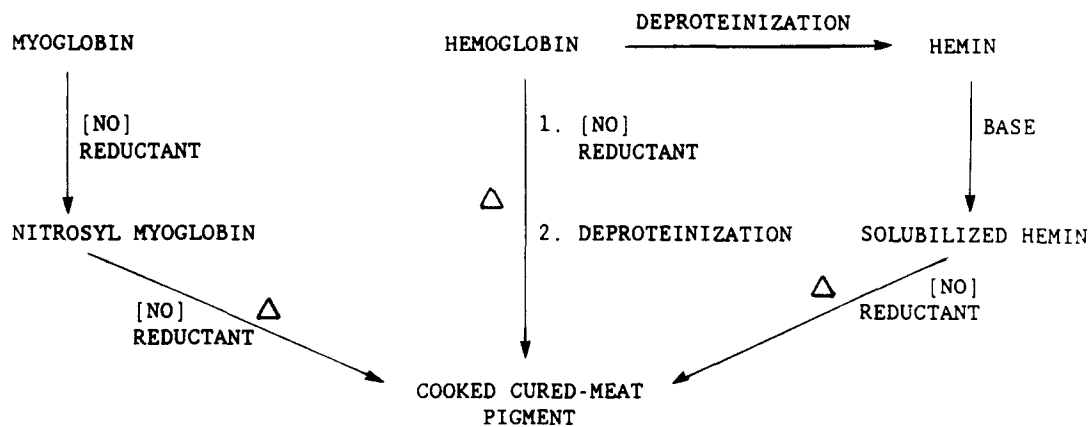 DEPROTEINIZATION
MYOGLOBIN
HEMOGLOBIN
HEMIN
[NO]
REDUCTANT
1. [NO]
REDUCTANT
BASE
NITROSYL MYOGLOBIN
2. DEPROTEINIZATION
SOLUBILIZED HEMIN
[NO]
REDUCTANT
[NO]
REDUCTANT
COOKED CURED-MEAT
PIGMENT